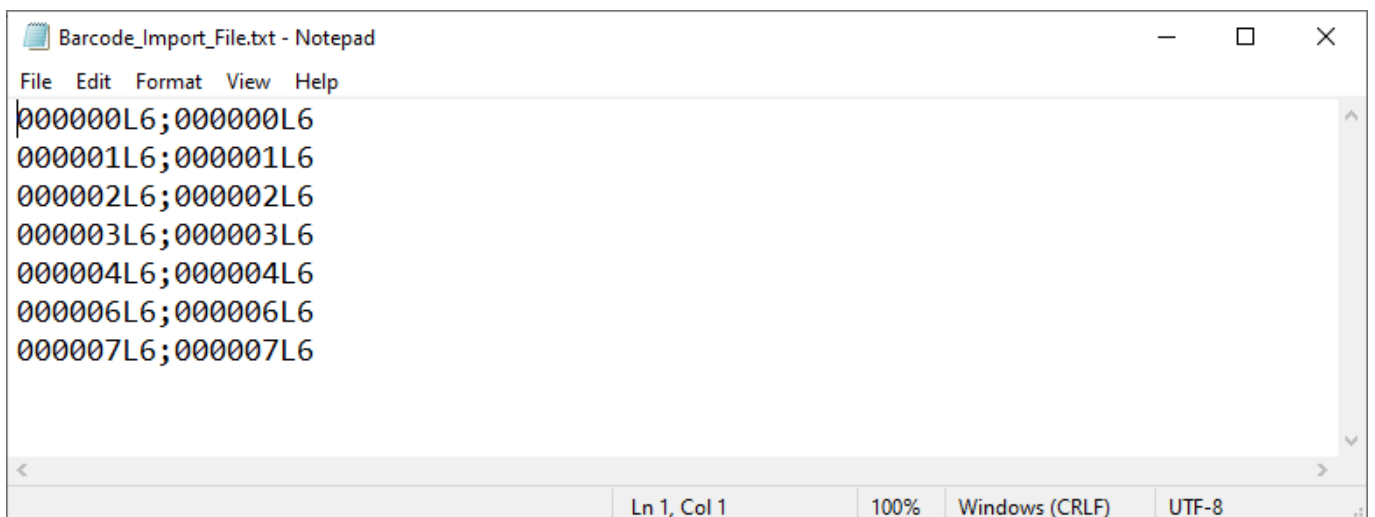 Barcode_Import_File.txt - Notepad
File Edit Format View Help
000000L6;000000L6
000001L6;000001L6
000002L6;000002L6
000003L6;000003L6
000004L6;000004L6
000006L6;000006L6
000007L6;000007L6
Ln 1, Col 1 100% Windows (CRLF) UTF-8